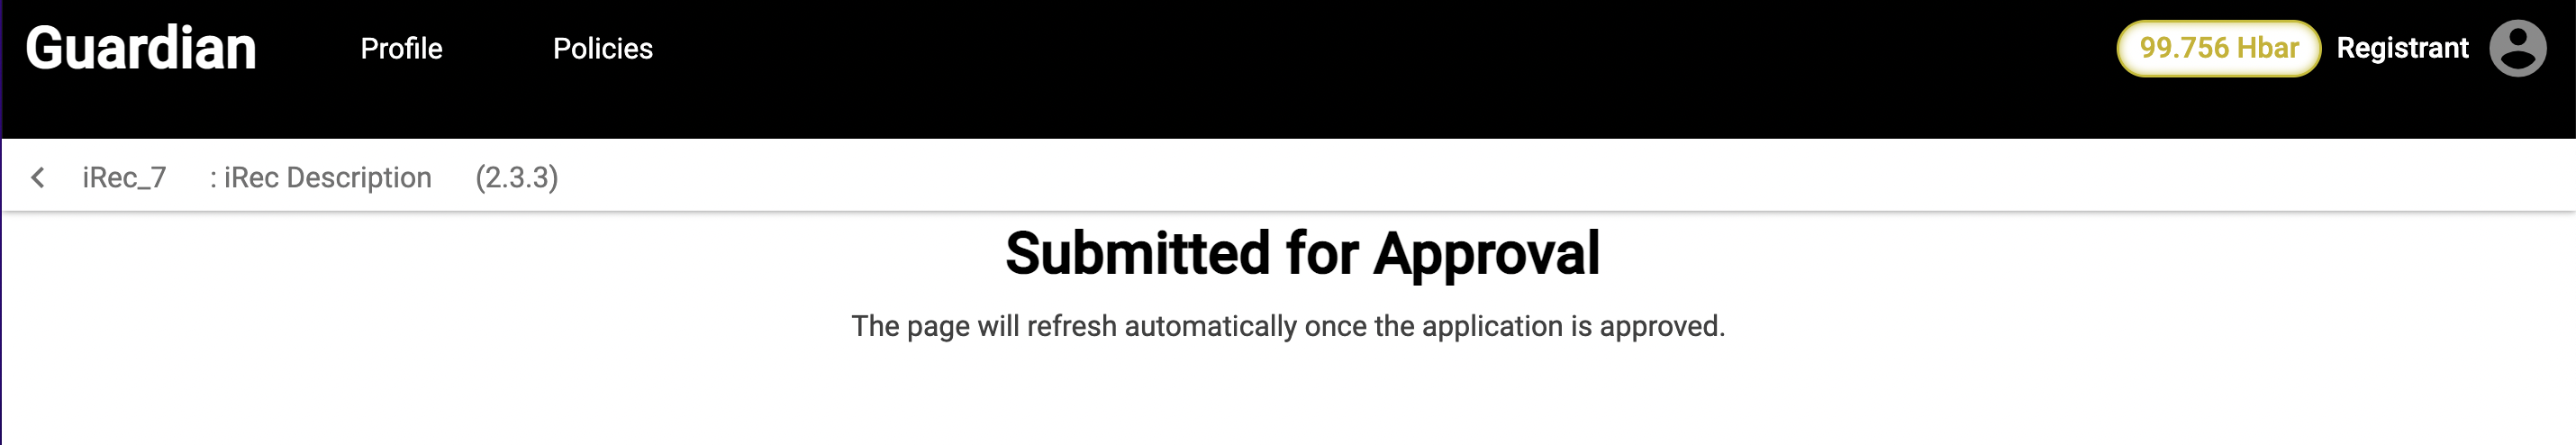 Guardian Profile Policies 99.756 Hbar Registrant
iRec_7 : iRec Description (2.3.3)
Submitted for Approval
The page will refresh automatically once the application is approved.